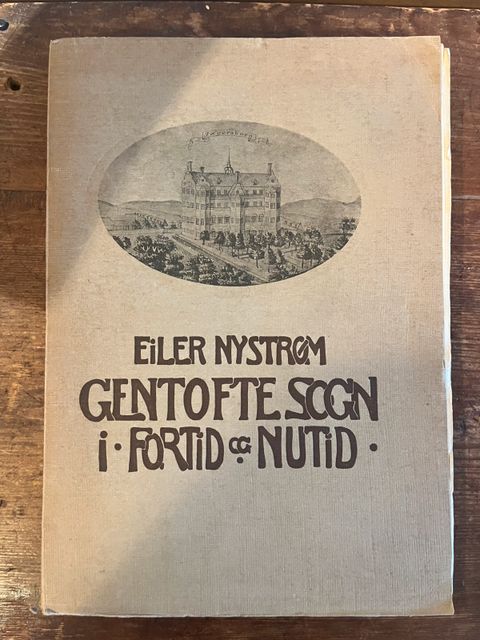 EiLER NYSTRØM
GENTOFTE SOGN
i · FORTiD OG NUTiD ·